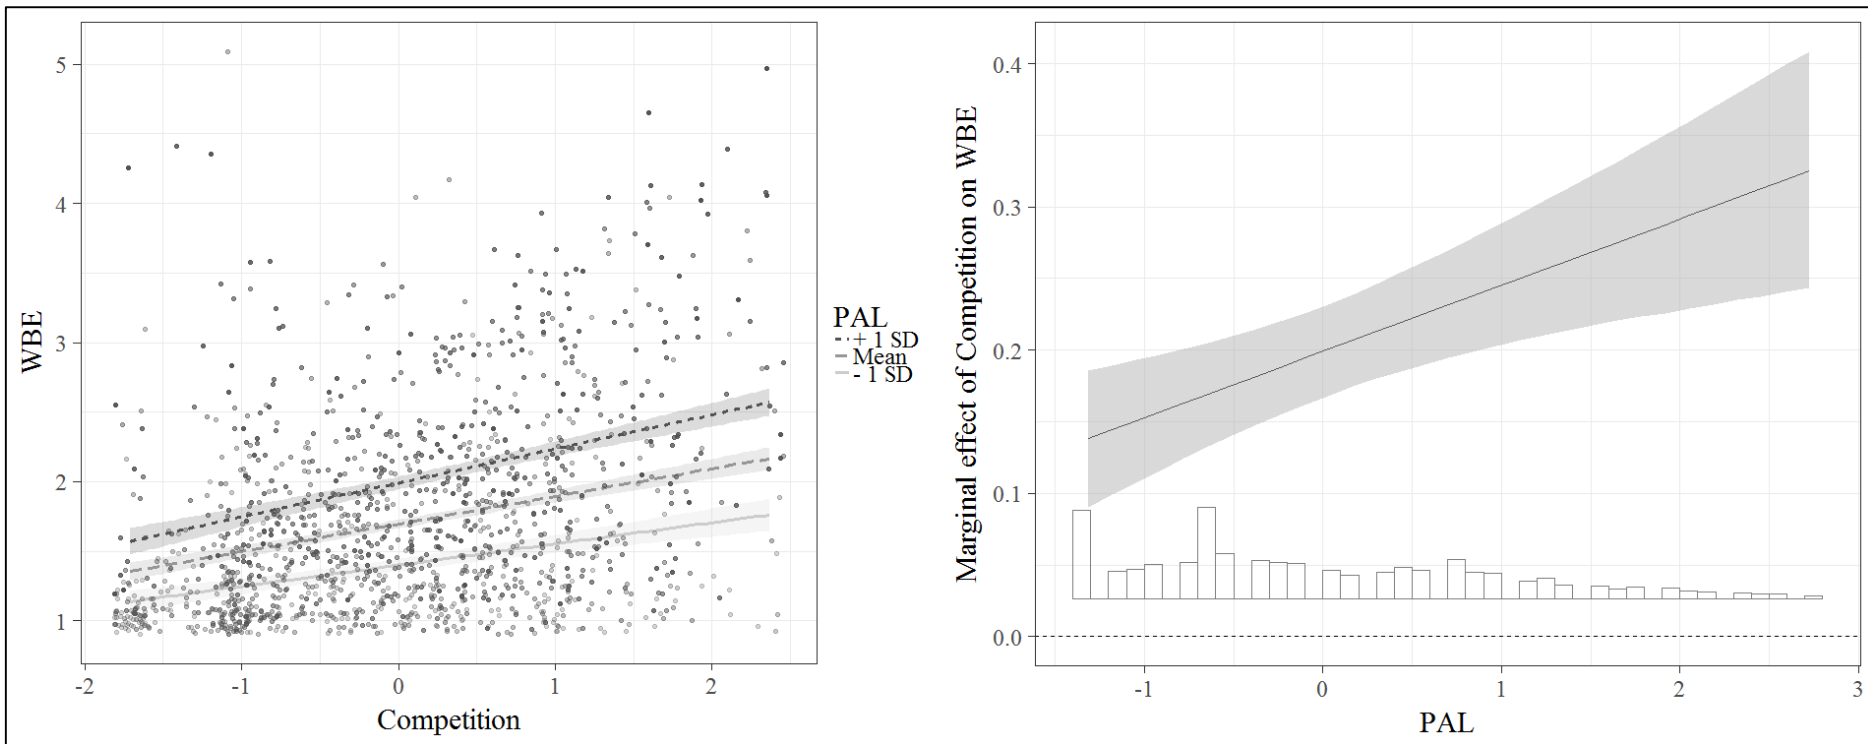 5
4
3
2
1
WBE
-2
-1
0
1
2
Competition
PAL
+ 1 SD
Mean
- 1 SD
0.4
0.3
0.2
0.1
0.0
Marginal effect of Competition on WBE
-1
0
1
2
3
PAL